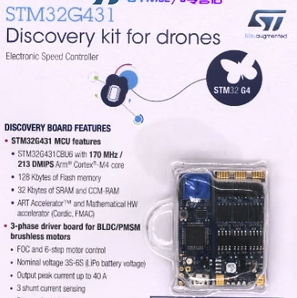 STM32G431
Discovery kit for drones
Electronic Speed Controller
ST
life.augmented
STM32 G4
DISCOVERY BOARD FEATURES
• STM32G431 MCU features
• STM32G431CBU6 with 170 MHz /
213 DMIPS Arm® Cortex®-M4 core
• 128 Kbytes of Flash memory
• 32 Kbytes of SRAM and CCM-RAM
• ART Accelerator™ and Mathematical HW
accelerator (Cordic, FMAC)
• 3-phase driver board for BLDC/PMSM
brushless motors
• FOC and 6-step motor control
• Nominal voltage 3S-6S (LiPo battery voltage)
• Output peak current up to 40 A
• 3 shunt current sensing